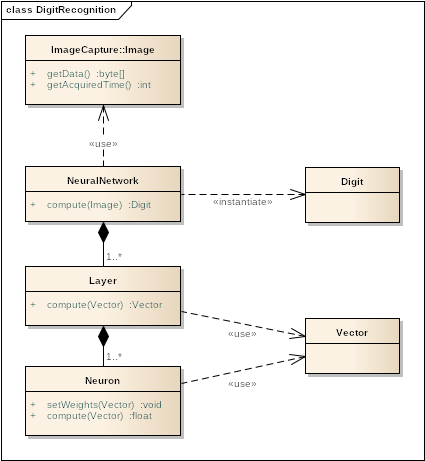 class DigitRecognition
ImageCapture::Image
+ getData() :byte[]
+ getAcquiredTime() :int
«use»
NeuralNetwork
+ compute(Image) :Digit
Digit
«instantiate»
1..*
Layer
+ compute(Vector) :Vector
Vector
«use»
1..*
Neuron
«use»
+ setWeights(Vector) :void
+ compute(Vector) :float